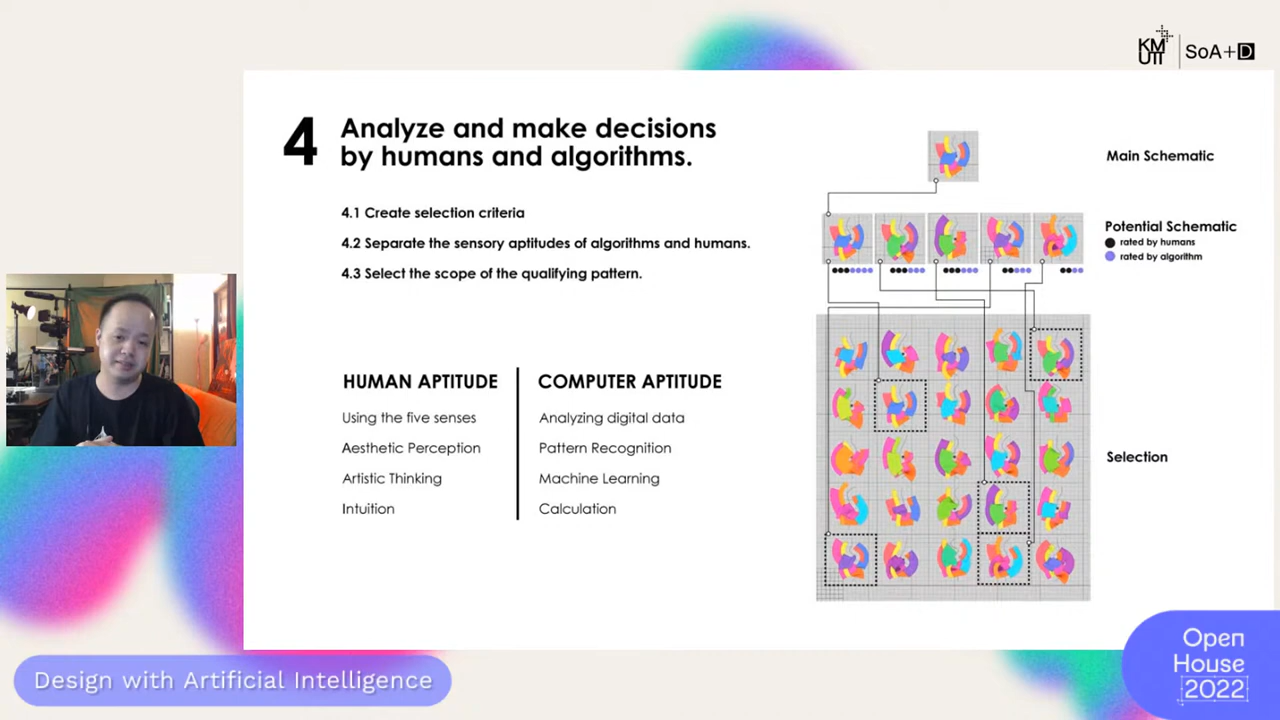 KM
UTT
SoA+D
4
Analyze and make decisions
by humans and algorithms.
4.1 Create selection criteria
4.2 Separate the sensory aptitudes of algorithms and humans.
4.3 Select the scope of the qualifying pattern.
HUMAN APTITUDE
Using the five senses
Aesthetic Perception
Artistic Thinking
Intuition
COMPUTER APTITUDE
Analyzing digital data
Pattern Recognition
Machine Learning
Calculation
Main Schematic
Potential Schematic
rated by humans
rated by algorithm
Selection
Design with Artificial Intelligence
Open
House
2022